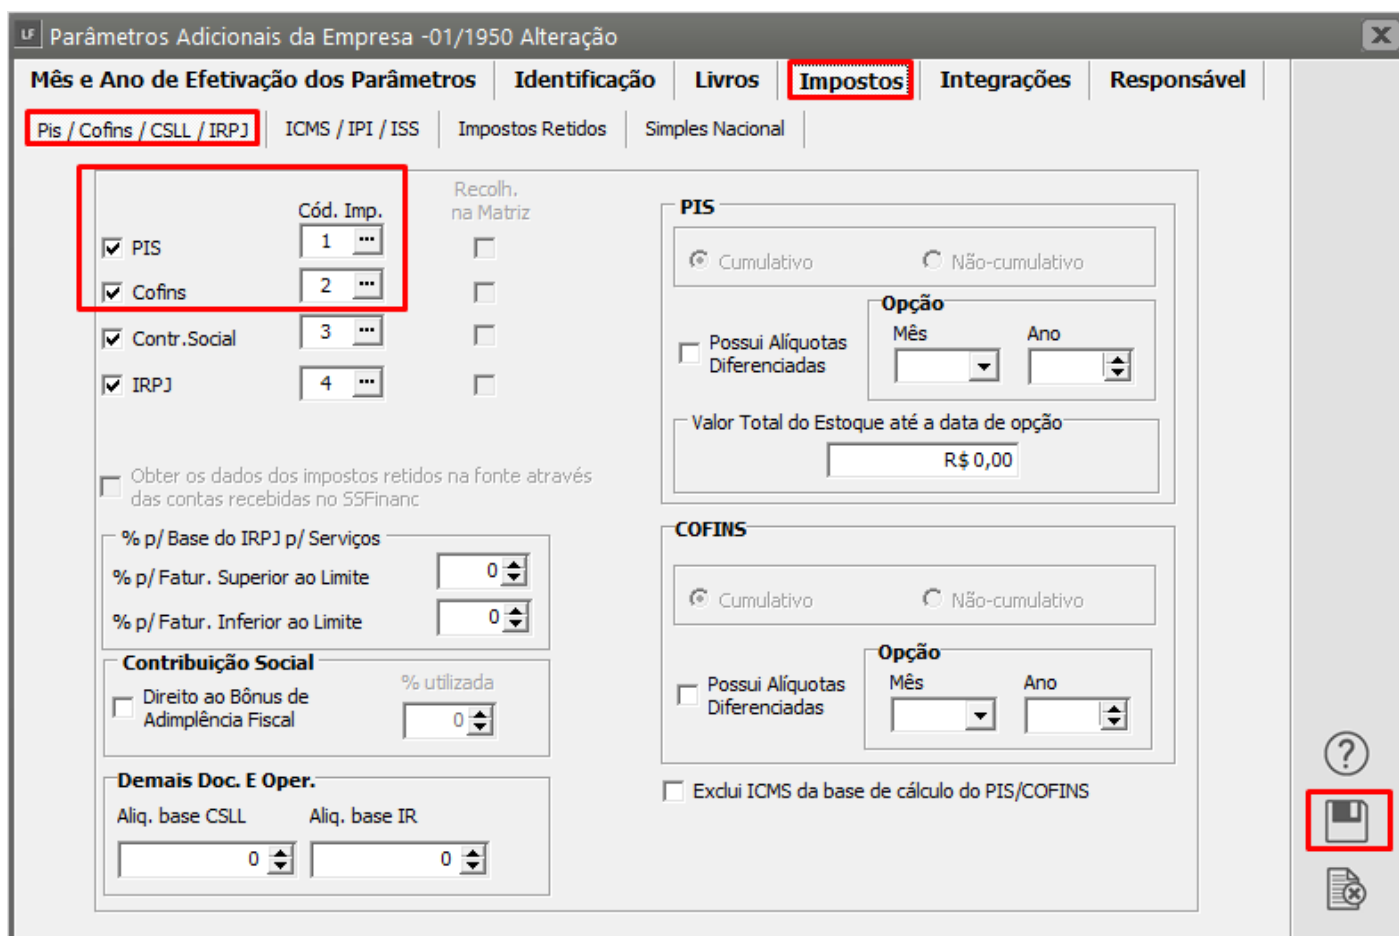 LF Parâmetros Adicionais da Empresa -01/1950 Alteração
Mês e Ano de Efetivação dos Parâmetros Identificação Livros Impostos Integrações Responsável
Pis / Cofins / CSLL / IRPJ ICMS / IPI / ISS Impostos Retidos Simples Nacional
Cód. Imp.
Recolh.
na Matriz
PIS 1 ...
Cofins 2 ...
Contr.Social 3 ...
IRPJ 4 ...
Obter os dados dos impostos retidos na fonte através
das contas recebidas no SSFinanc
% p/ Base do IRPJ p/ Serviços
% p/ Fatur. Superior ao Limite 0
% p/ Fatur. Inferior ao Limite 0
Contribuição Social
Direito ao Bônus de
Adimplência Fiscal
% utilizada
0
Demais Doc. E Oper.
Aliq. base CSLL Aliq. base IR
0 0
PIS
Cumulativo Não-cumulativo
Possui Alíquotas
Diferenciadas
Opção
Mês Ano
Valor Total do Estoque até a data de opção
R$ 0,00
COFINS
Cumulativo Não-cumulativo
Possui Alíquotas
Diferenciadas
Opção
Mês Ano
Exclui ICMS da base de cálculo do PIS/COFINS